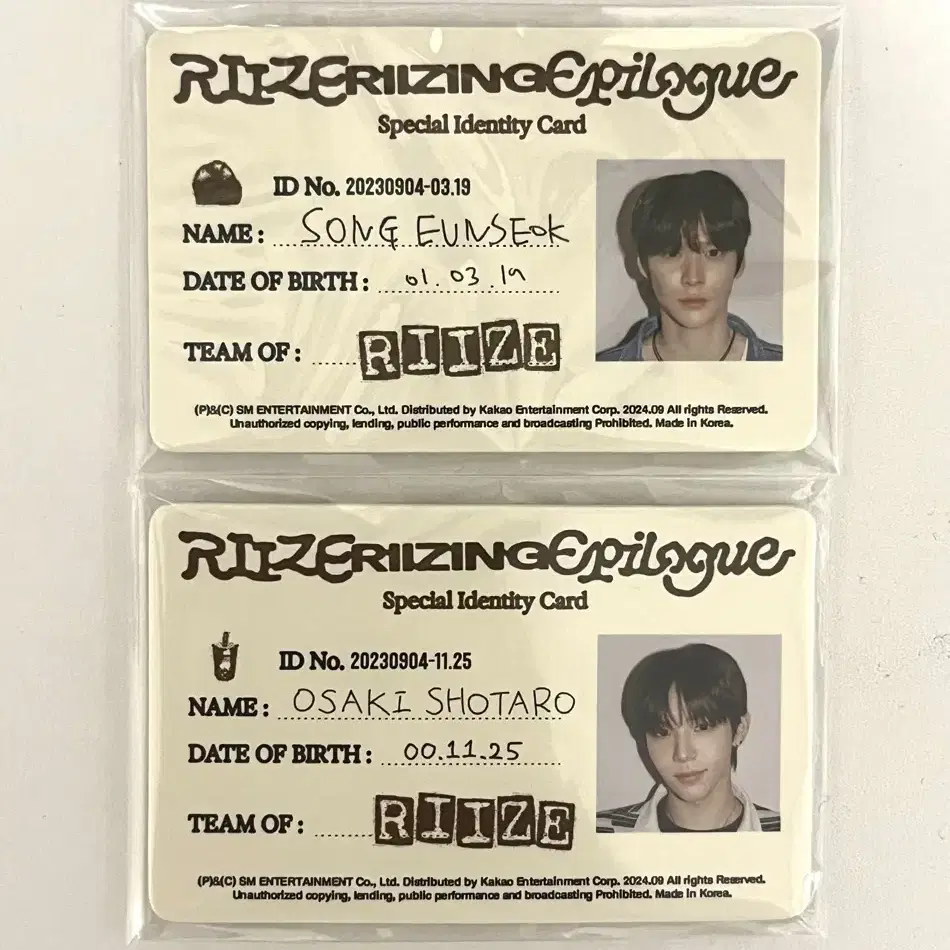 RIIZE RIIZING Epilogue
Special Identity Card
ID No. 20230904-03.19
NAME : SONG EUNSEOK
DATE OF BIRTH : 01.03.19
TEAM OF : RIIZE
(P)&(C) SM ENTERTAINMENT Co., Ltd. Distributed by Kakao Entertainment Corp. 2024.09 All rights Reserved.
Unauthorized copying, lending, public performance and broadcasting Prohibited. Made in Korea.
RIIZE RIIZING Epilogue
Special Identity Card
ID No. 20230904-11.25
NAME : OSAKI SHOTARO
DATE OF BIRTH : 00.11.25
TEAM OF : RIIZE
(P)&(C) SM ENTERTAINMENT Co., Ltd. Distributed by Kakao Entertainment Corp. 2024.09 All rights Reserved.
Unauthorized copying, lending, public performance and broadcasting Prohibited. Made in Korea.